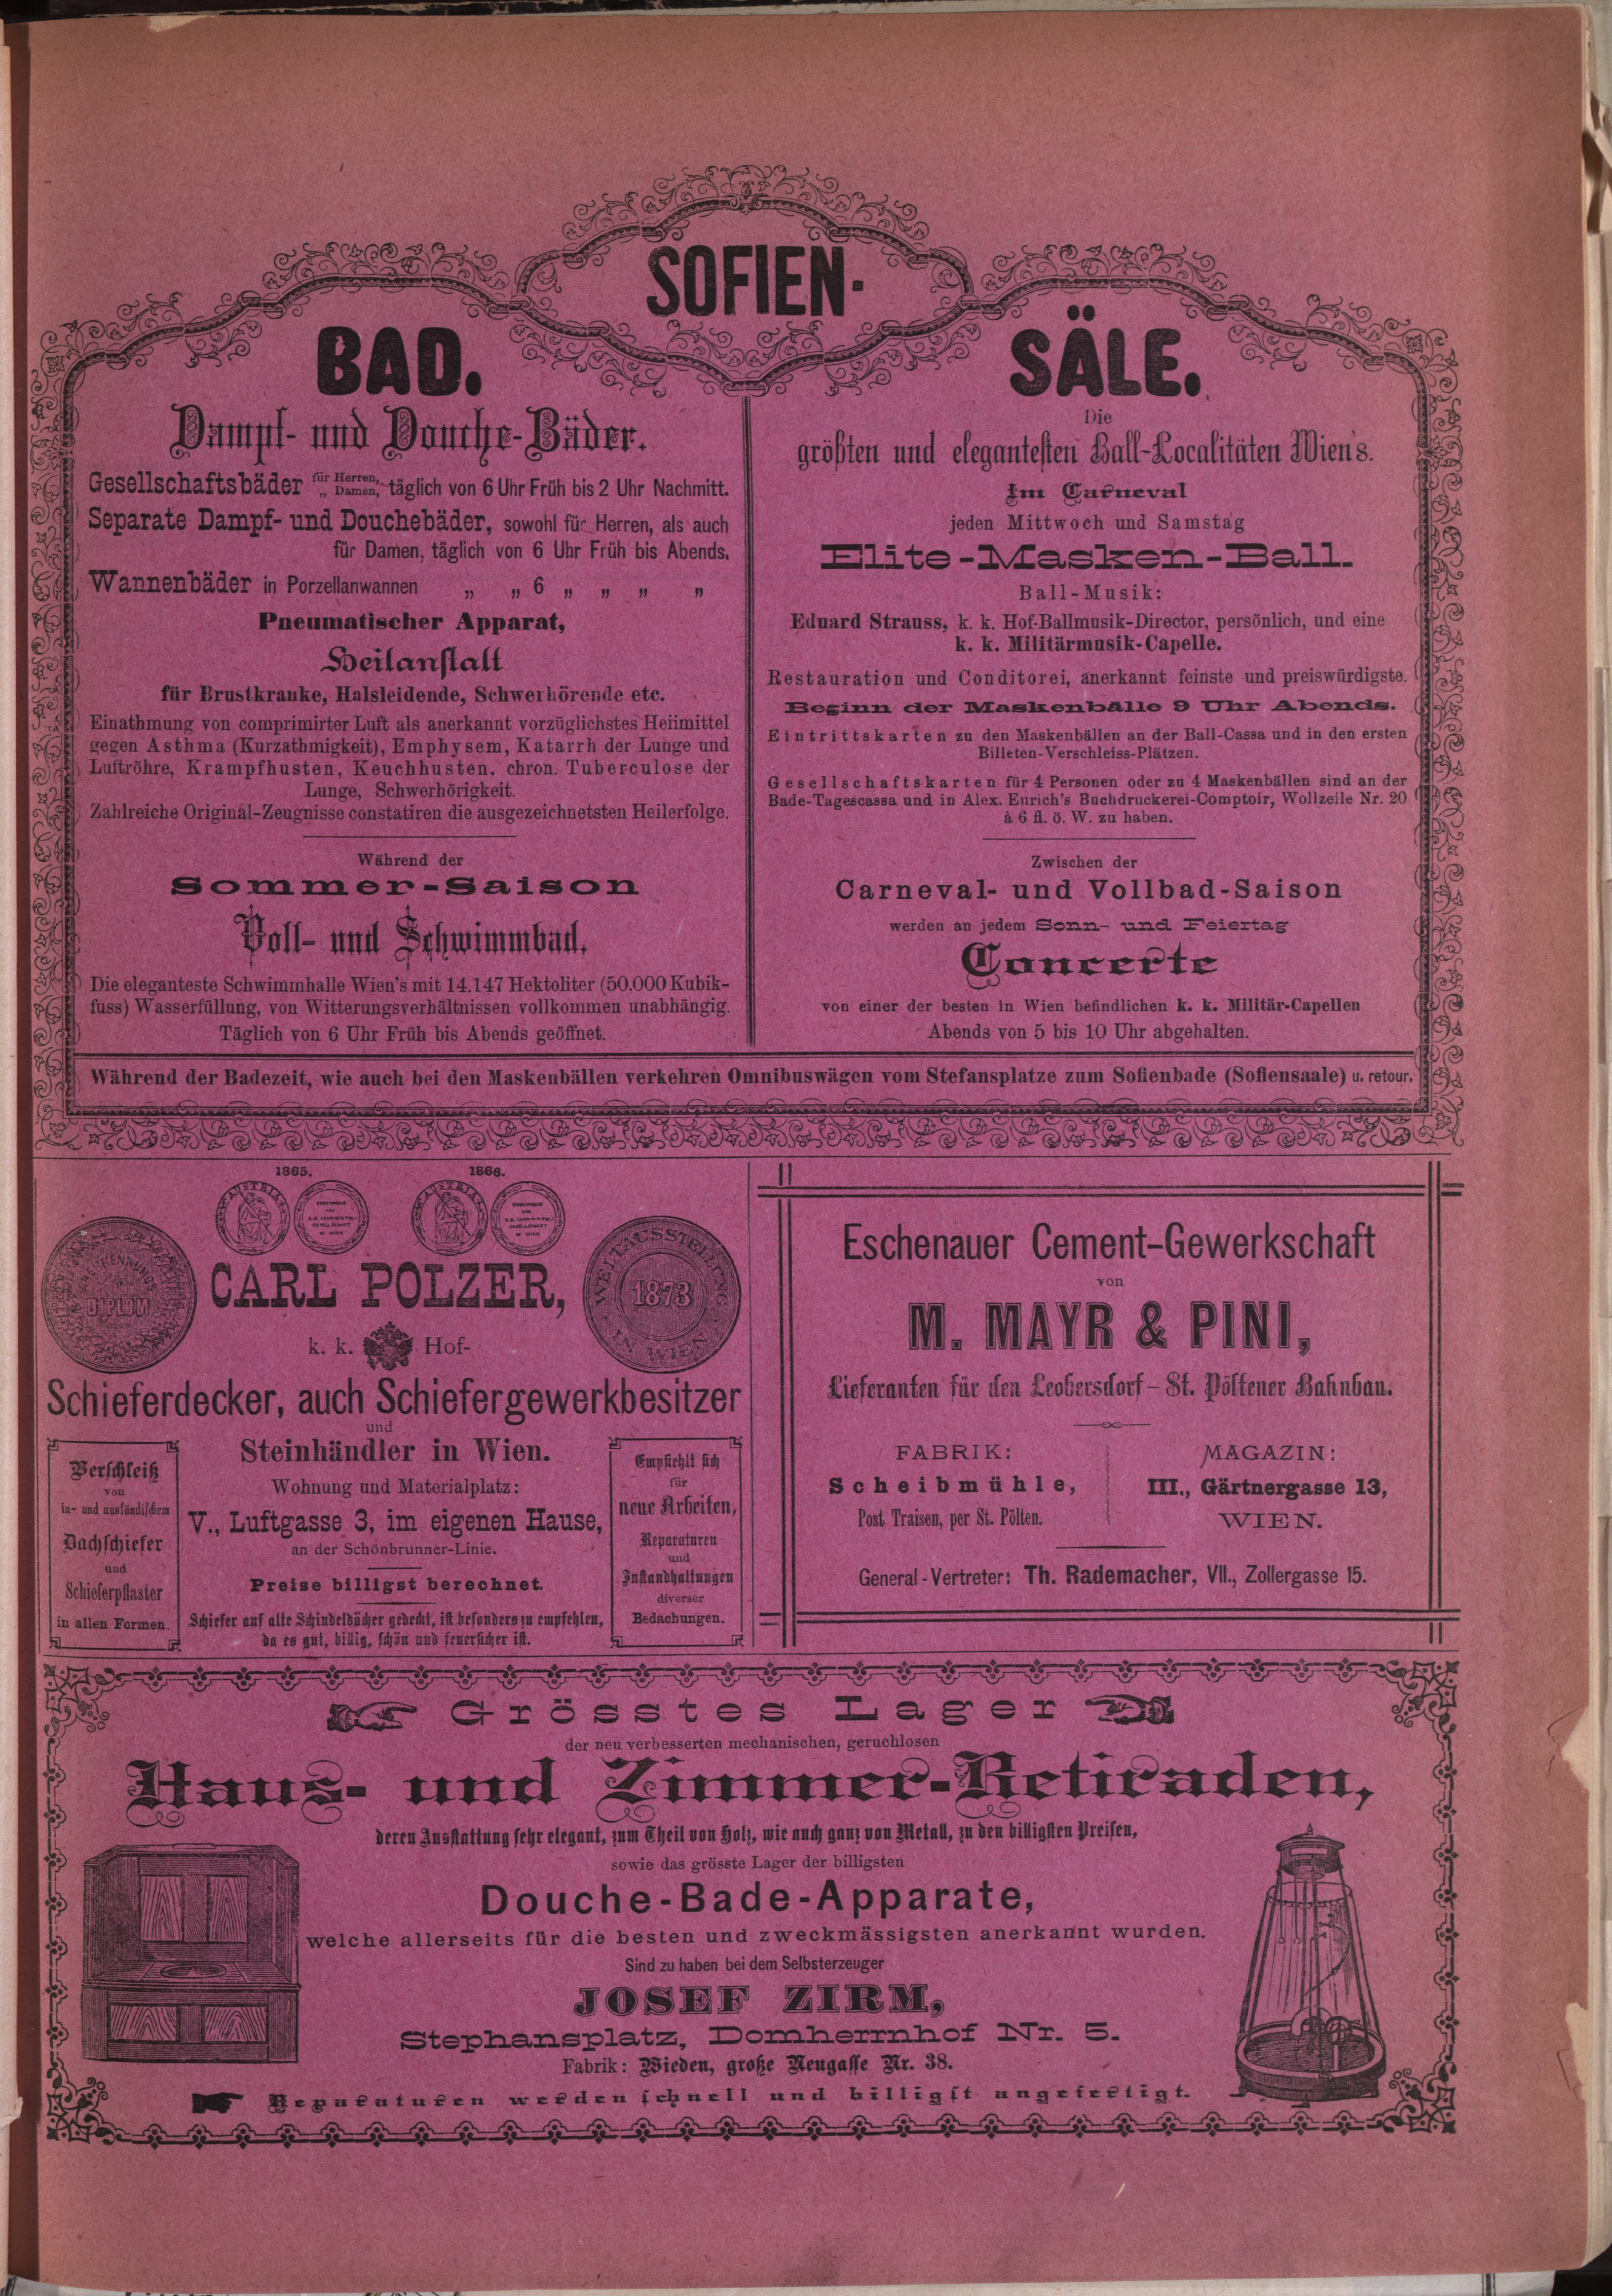 SOFIEN-
BAD.
Dampf- und Douche-Bäder.
Gesellschaftsbäder für Herren, „ Damen, täglich von 6 Uhr Früh bis 2 Uhr Nachmitt.
Separate Dampf- und Douchebäder, sowohl für Herren, als auch
für Damen, täglich von 6 Uhr Früh bis Abends.
Wannenbäder in Porzellanwannen „ „ 6 „ „ „ „
Pneumatischer Apparat,
Heilanstalt
für Brustkranke, Halsleidende, Schwerhörende etc.
Einathmung von comprimirter Luft als anerkannt vorzüglichstes Heilmittel
gegen Asthma (Kurzathmigkeit), Emphysem, Katarrh der Lunge und
Luftröhre, Krampfhusten, Keuchhusten, chron. Tuberculose der
Lunge, Schwerhörigkeit.
Zahlreiche Original-Zeugnisse constatiren die ausgezeichnetsten Heilerfolge.
Während der
Sommer-Saison
Voll- und Schwimmbad.
Die eleganteste Schwimmhalle Wien's mit 14.147 Hektoliter (50.000 Kubik-
fuss) Wasserfüllung, von Witterungsverhältnissen vollkommen unabhängig.
Täglich von 6 Uhr Früh bis Abends geöffnet.
SÄLE.
Die
größten und elegantesten Ball-Localitäten Wien's.
Im Carneval
jeden Mittwoch und Samstag
Elite-Masken-Ball.
Ball-Musik:
Eduard Strauss, k. k. Hof-Ballmusik-Director, persönlich, und eine
k. k. Militärmusik-Capelle.
Restauration und Conditorei, anerkannt feinste und preiswürdigste.
Beginn der Maskenbälle 9 Uhr Abends.
Eintrittskarten zu den Maskenbällen an der Ball-Cassa und in den ersten
Billeten-Verschleiss-Plätzen.
Gesellschaftskarten für 4 Personen oder zu 4 Maskenbällen sind an der
Bade-Tagescassa und in Alex. Eurich's Buchdruckerei-Comptoir, Wollzeile Nr. 20
à 6 fl. ö. W. zu haben.
Zwischen der
Carneval- und Vollbad-Saison
werden an jedem Sonn- und Feiertag
Concerte
von einer der besten in Wien befindlichen k. k. Militär-Capellen
Abends von 5 bis 10 Uhr abgehalten.
Während der Badezeit, wie auch bei den Maskenbällen verkehren Omnibuswägen vom Stefansplatze zum Sofienbade (Sofiensaale) u. retour.
1865. 1866.
AUSTRIA AUSTRIA
ANERKENNUNGS
DIPLOM
WELTAUSSTELLUNG
1873
IN WIEN
CARL POLZER,
k. k. Hof-
Schieferdecker, auch Schiefergewerkbesitzer
und
Steinhändler in Wien.
Wohnung und Materialplatz:
V., Luftgasse 3, im eigenen Hause,
an der Schönbrunner-Linie.
Preise billigst berechnet.
Schiefer auf alte Schindeldächer gedeckt, ist besonders zu empfehlen,
da es gut, billig, schön und feuersicher ist.
Verschleiß
von
in- und ausländischem
Dachschiefer
und
Schieferpflaster
in allen Formen.
Empfiehlt sich
für
neue Arbeiten,
Reparaturen
und
Instandhaltungen
diverser
Bedachungen.
Eschenauer Cement-Gewerkschaft
von
M. MAYR & PINI,
Lieferanten für den Leobersdorf–St. Pöltener Bahnbau.
FABRIK:
Scheibmühle,
Post Traisen, per St. Pölten.
MAGAZIN:
III., Gärtnergasse 13,
WIEN.
General-Vertreter: Th. Rademacher, VII., Zollergasse 15.
Grösstes Lager
der neu verbesserten mechanischen, geruchlosen
Haus- und Zimmer-Retiraden,
deren Ausstattung sehr elegant, zum Theil von Holz, wie auch ganz von Metall, zu den billigsten Preisen,
sowie das grösste Lager der billigsten
Douche-Bade-Apparate,
welche allerseits für die besten und zweckmässigsten anerkannt wurden.
Sind zu haben bei dem Selbsterzeuger
JOSEF ZIRM,
Stephansplatz, Domherrnhof Nr. 5.
Fabrik: Wieden, große Neugasse Nr. 38.
Reparaturen werden schnell und billigst angefertigt.